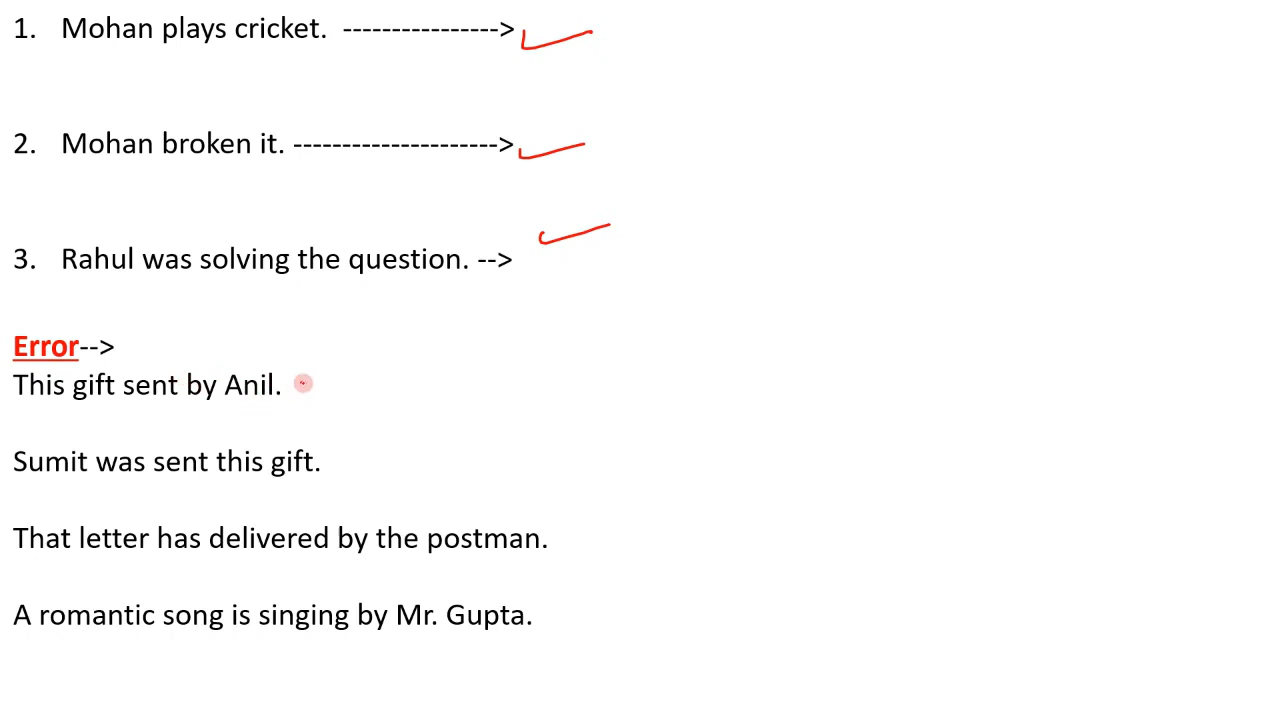 1. Mohan plays cricket. ---------------->
2. Mohan broken it. --------------------->
3. Rahul was solving the question. -->
Error-->
This gift sent by Anil.
Sumit was sent this gift.
That letter has delivered by the postman.
A romantic song is singing by Mr. Gupta.